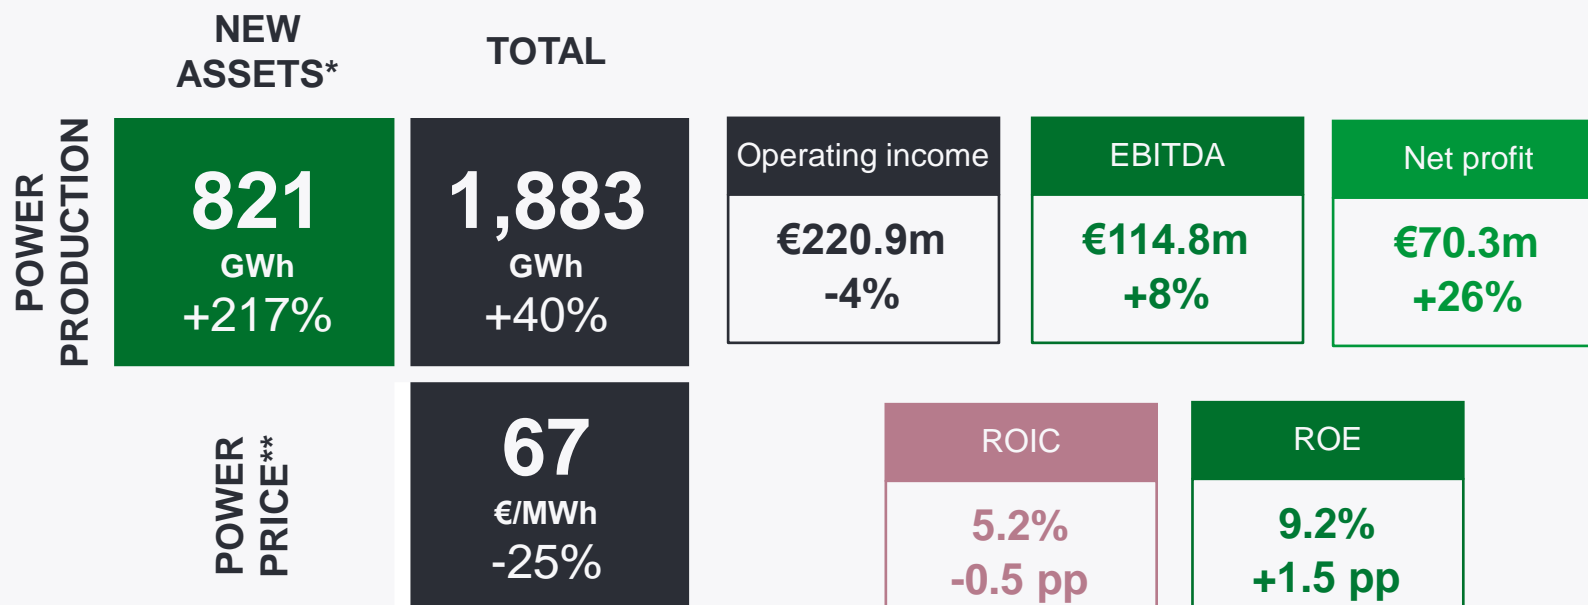 NEW
ASSETS*
TOTAL
POWER
PRODUCTION
821
GWh
+217%
1,883
GWh
+40%
Operating income
€220.9m
-4%
EBITDA
€114.8m
+8%
Net profit
€70.3m
+26%
POWER
PRICE**
67
€/MWh
-25%
ROIC
5.2%
-0.5 pp
ROE
9.2%
+1.5 pp